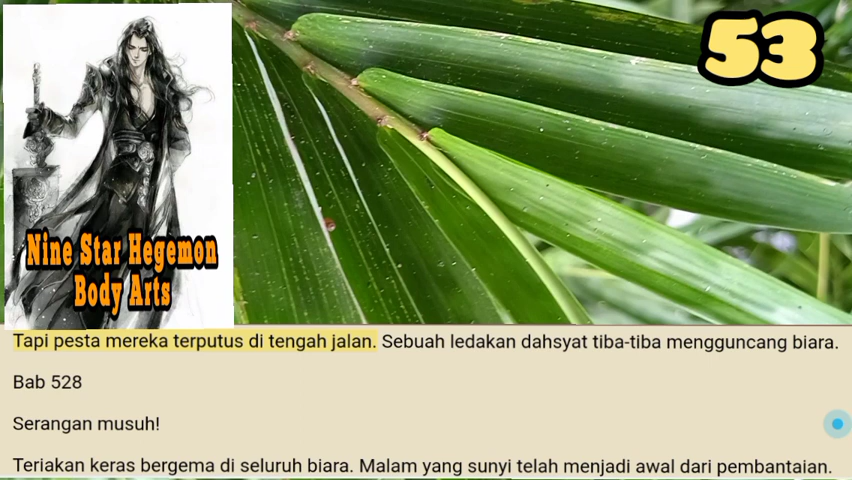 53
Nine Star Hegemon
Body Arts
Tapi pesta mereka terputus di tengah jalan. Sebuah ledakan dahsyat tiba-tiba mengguncang biara.
Bab 528
Serangan musuh!
Teriakan keras bergema di seluruh biara. Malam yang sunyi telah menjadi awal dari pembantaian.